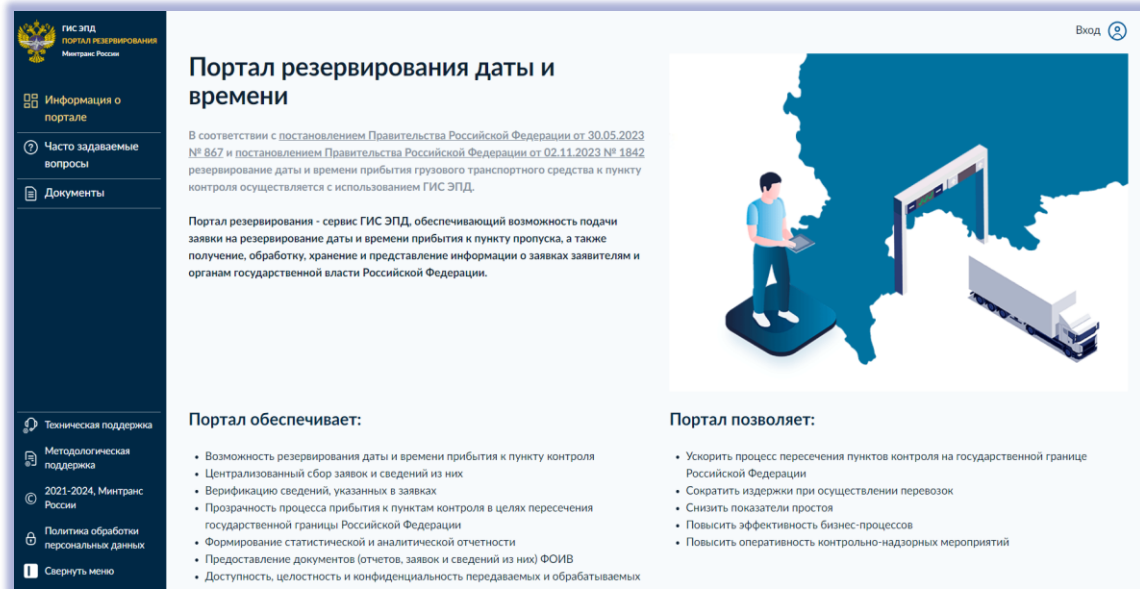 ГИС ЭПД
ПОРТАЛ РЕЗЕРВИРОВАНИЯ
Минтранс России
Информация о
портале
Часто задаваемые
вопросы
Документы
Техническая поддержка
Методологическая
поддержка
2021-2024, Минтранс
России
Политика обработки
персональных данных
Свернуть меню
Вход
Портал резервирования даты и
времени
В соответствии с постановлением Правительства Российской Федерации от 30.05.2023
№ 867 и постановлением Правительства Российской Федерации от 02.11.2023 № 1842
резервирование даты и времени прибытия грузового транспортного средства к пункту
контроля осуществляется с использованием ГИС ЭПД.
Портал резервирования - сервис ГИС ЭПД, обеспечивающий возможность подачи
заявки на резервирование даты и времени прибытия к пункту пропуска, а также
получение, обработку, хранение и представление информации о заявках заявителям и
органам государственной власти Российской Федерации.
Портал обеспечивает:
• Возможность резервирования даты и времени прибытия к пункту контроля
• Централизованный сбор заявок и сведений из них
• Верификацию сведений, указанных в заявках
• Прозрачность процесса прибытия к пунктам контроля в целях пересечения
государственной границы Российской Федерации
• Формирование статистической и аналитической отчетности
• Предоставление документов (отчетов, заявок и сведений из них) ФОИВ
• Доступность, целостность и конфиденциальность передаваемых и обрабатываемых
Портал позволяет:
• Ускорить процесс пересечения пунктов контроля на государственной границе
Российской Федерации
• Сократить издержки при осуществлении перевозок
• Снизить показатели простоя
• Повысить эффективность бизнес-процессов
• Повысить оперативность контрольно-надзорных мероприятий